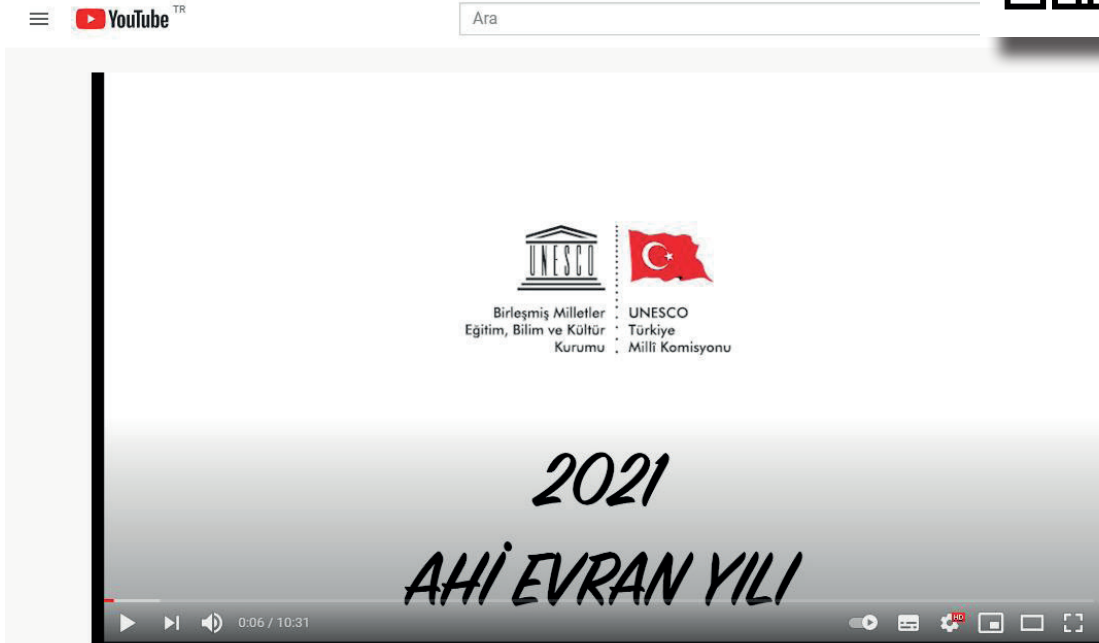 YouTube TR
Ara
UNESCO
Birleşmiş Milletler
Eğitim, Bilim ve Kültür
Kurumu
UNESCO
Türkiye
Millî Komisyonu
2021
AHİ EVRAN YILI
0:06 / 10:31
HD